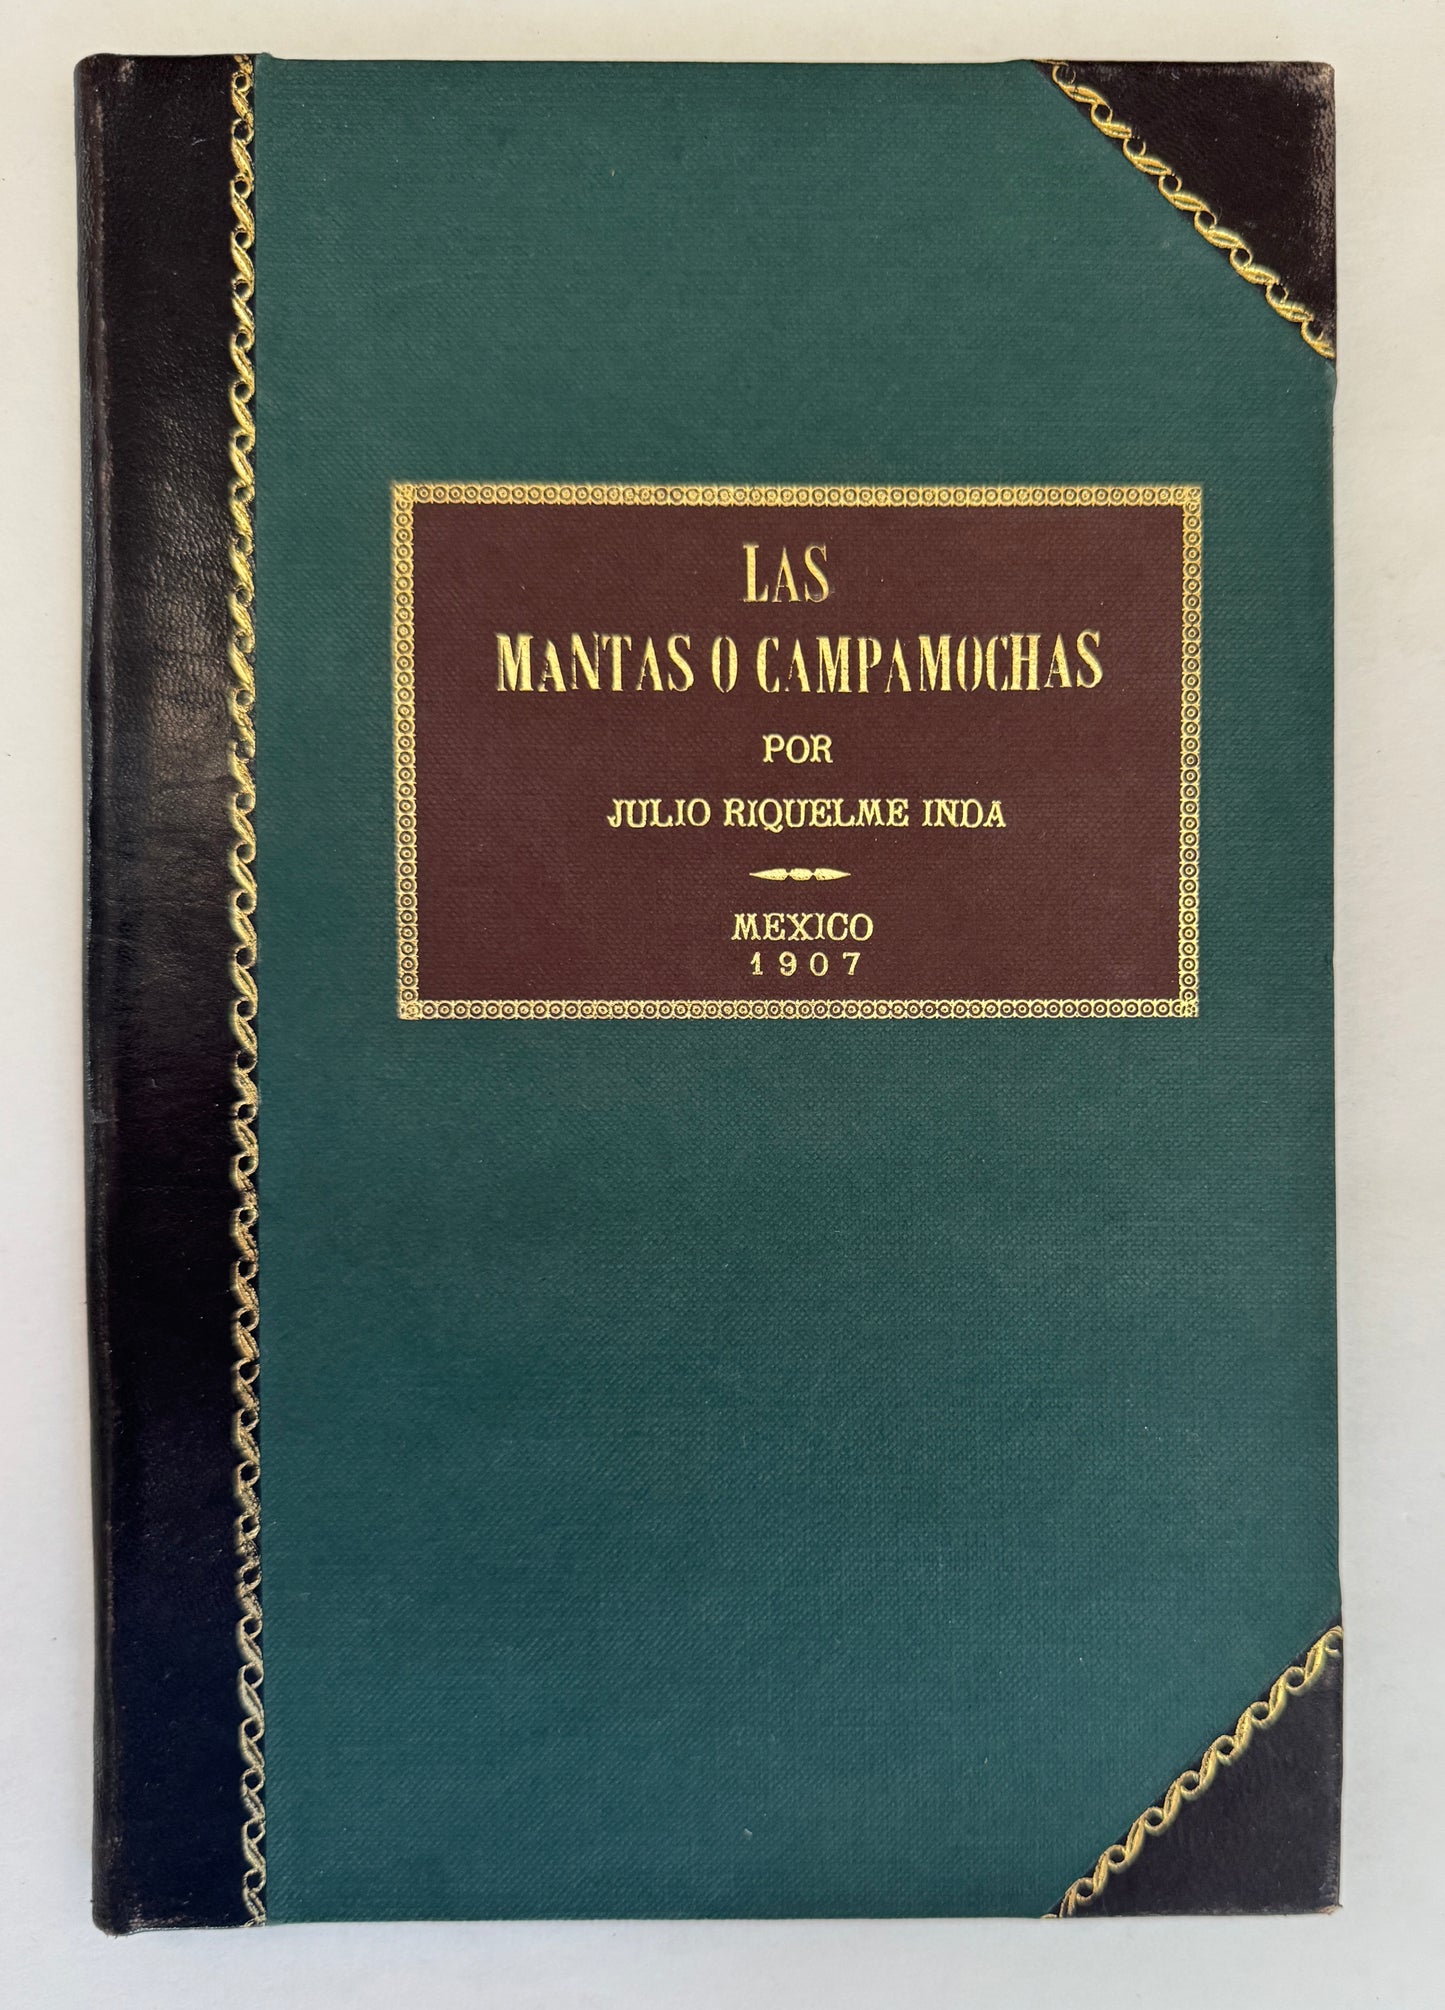 LAS
MANTAS O CAMPAMOCHAS
POR
JULIO RIQUELME INDA
MEXICO
1907